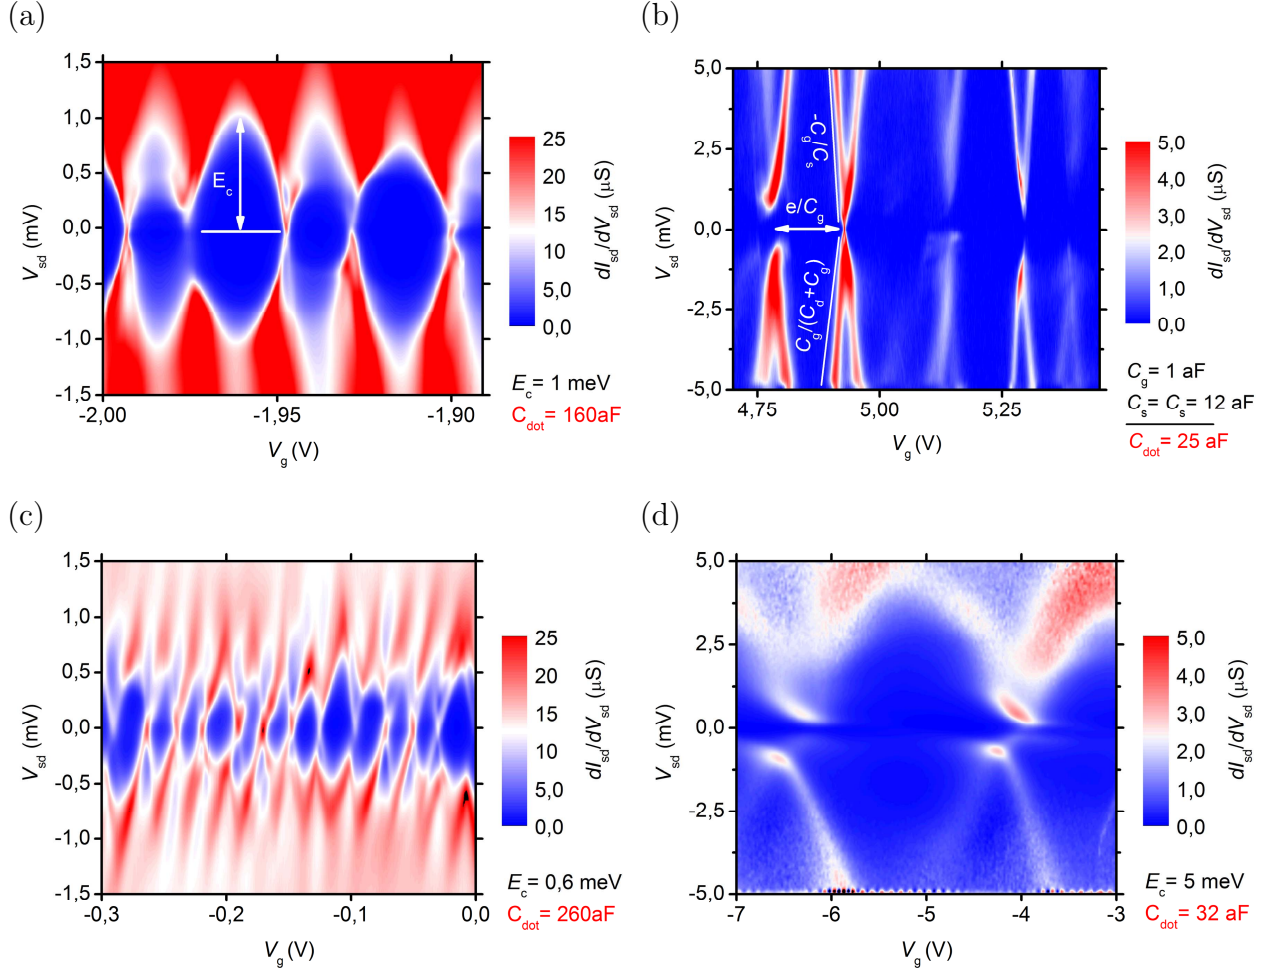 (a)
1,5
1,0
0,5
0,0
-0,5
-1,0
-1,5
V_sd (mV)
E_c
-2,00
-1,95
-1,90
V_g (V)
25
20
15
10
5,0
0,0
dI_sd/dV_sd (μS)
E_c= 1 meV
C_dot= 160aF
(b)
5,0
2,5
0,0
-2,5
-5,0
V_sd (mV)
-C_g/C_s
e/C_g
C_g/(C_d+C_g)
4,75
5,00
5,25
V_g (V)
5,0
4,0
3,0
2,0
1,0
0,0
dI_sd/dV_sd (μS)
C_g= 1 aF
C_s= C_s= 12 aF
C_dot= 25 aF
(c)
1,5
1,0
0,5
0,0
-0,5
-1,0
-1,5
V_sd (mV)
-0,3
-0,2
-0,1
0,0
V_g (V)
25
20
15
10
5,0
0,0
dI_sd/dV_sd (μS)
E_c= 0,6 meV
C_dot= 260aF
(d)
5,0
2,5
0,0
-2,5
-5,0
V_sd (mV)
-7
-6
-5
-4
-3
V_g (V)
5,0
4,0
3,0
2,0
1,0
0,0
dI_sd/dV_sd (μS)
E_c= 5 meV
C_dot= 32 aF